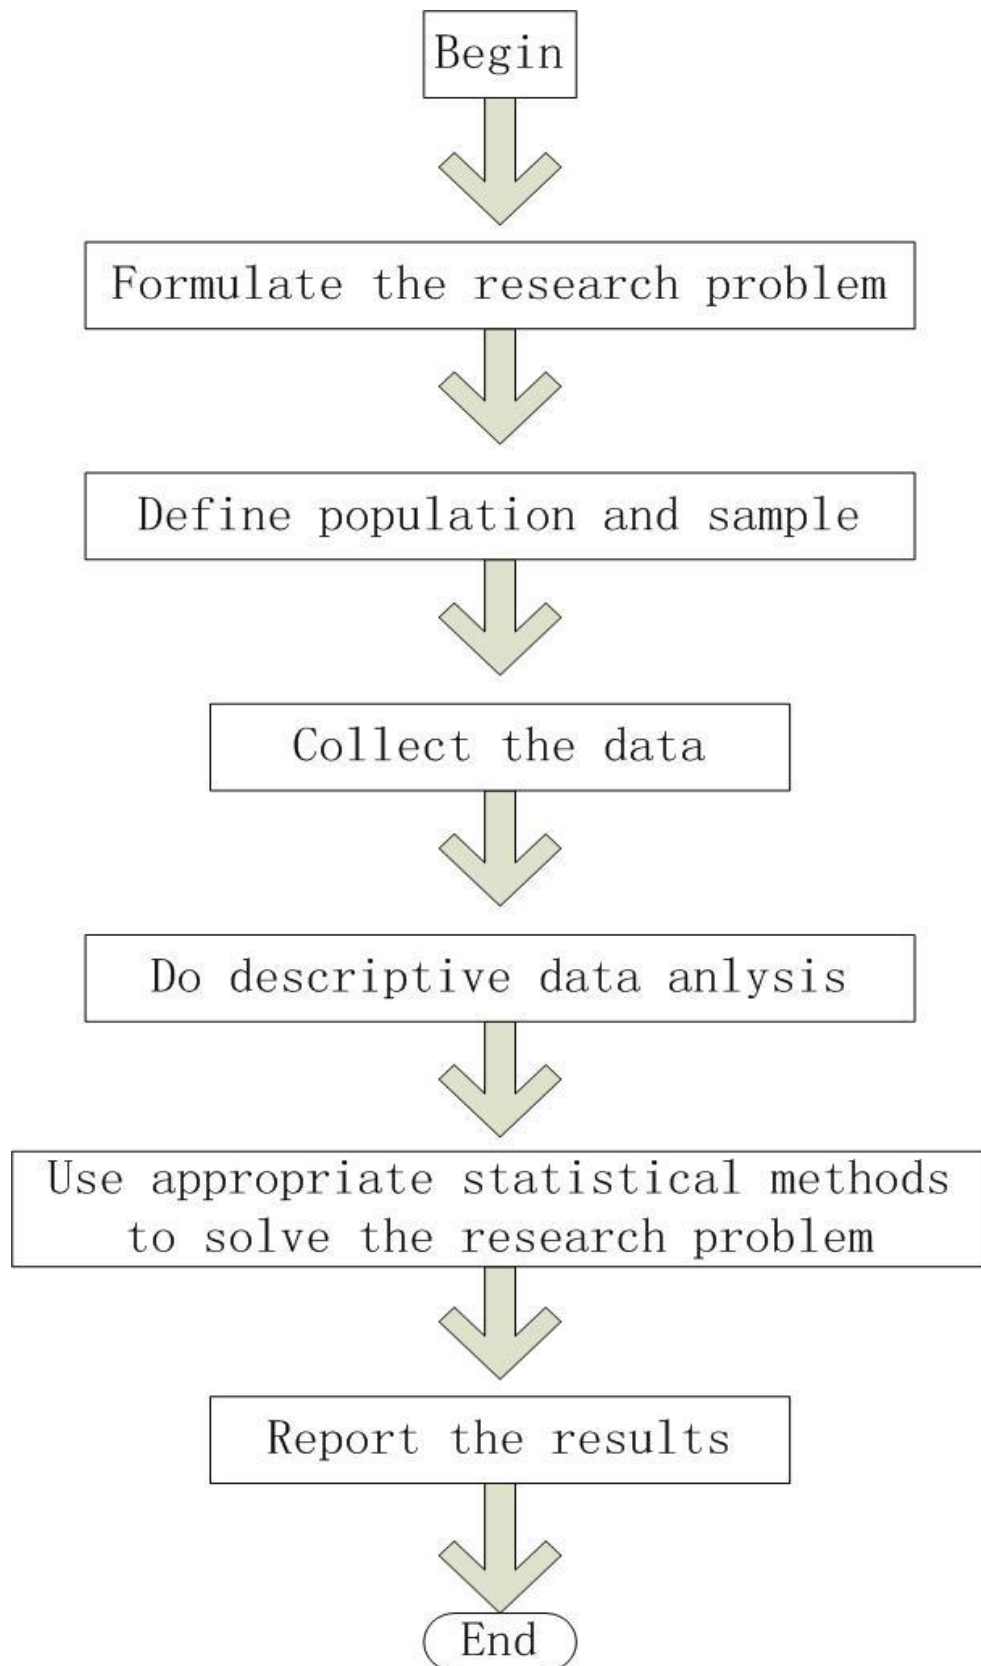 Begin
Formulate the research problem
Define population and sample
Collect the data
Do descriptive data anlysis
Use appropriate statistical methods
to solve the research problem
Report the results
End